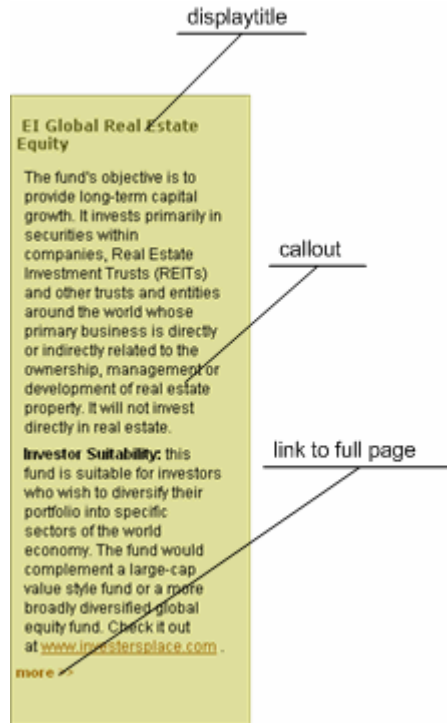 displaytitle
EI Global Real Estate
Equity
The fund's objective is to
provide long-term capital
growth. It invests primarily in
securities within
companies, Real Estate
Investment Trusts (REITs)
and other trusts and entities
around the world whose
primary business is directly
or indirectly related to the
ownership, management or
development of real estate
property. It will not invest
directly in real estate.
callout
Investor Suitability: this
fund is suitable for investors
who wish to diversify their
portfolio into specific
sectors of the world
economy. The fund would
complement a large-cap
value style fund or a more
broadly diversified global
equity fund. Check it out
at www.investersplace.com .
more >>
link to full page